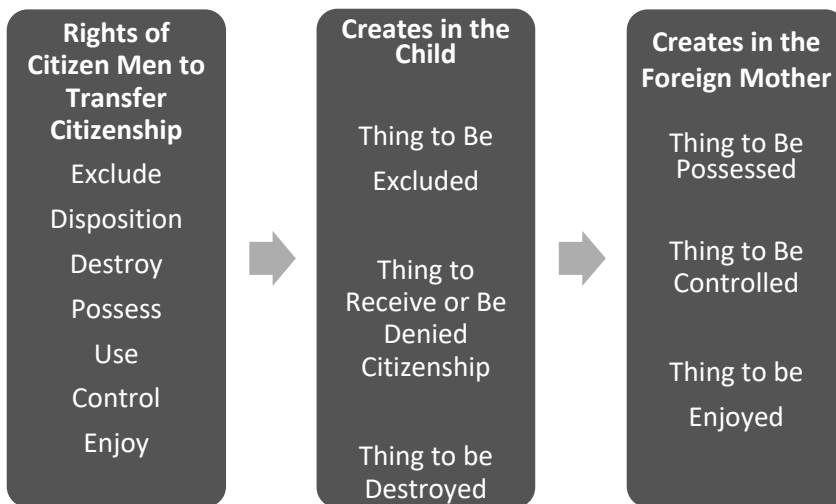 Rights of
Citizen Men to
Transfer
Citizenship
Exclude
Disposition
Destroy
Possess
Use
Control
Enjoy
Creates in the
Child
Thing to Be
Excluded
Thing to
Receive or Be
Denied
Citizenship
Thing to be
Destroyed
Creates in the
Foreign Mother
Thing to Be
Possessed
Thing to Be
Controlled
Thing to be
Enjoyed